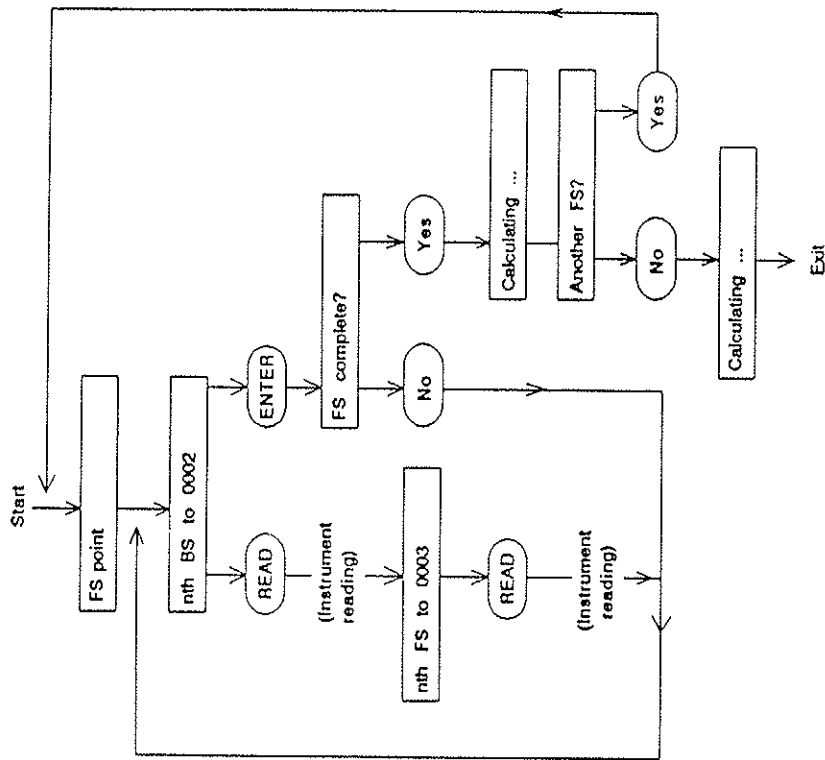 Start
FS point
nth BS to 0002
READ
ENTER
(Instrument
reading)
FS complete?
nth FS to 0003
No
Yes
READ
Calculating ...
(Instrument
reading)
Another FS?
No
Yes
Calculating ...
Exit